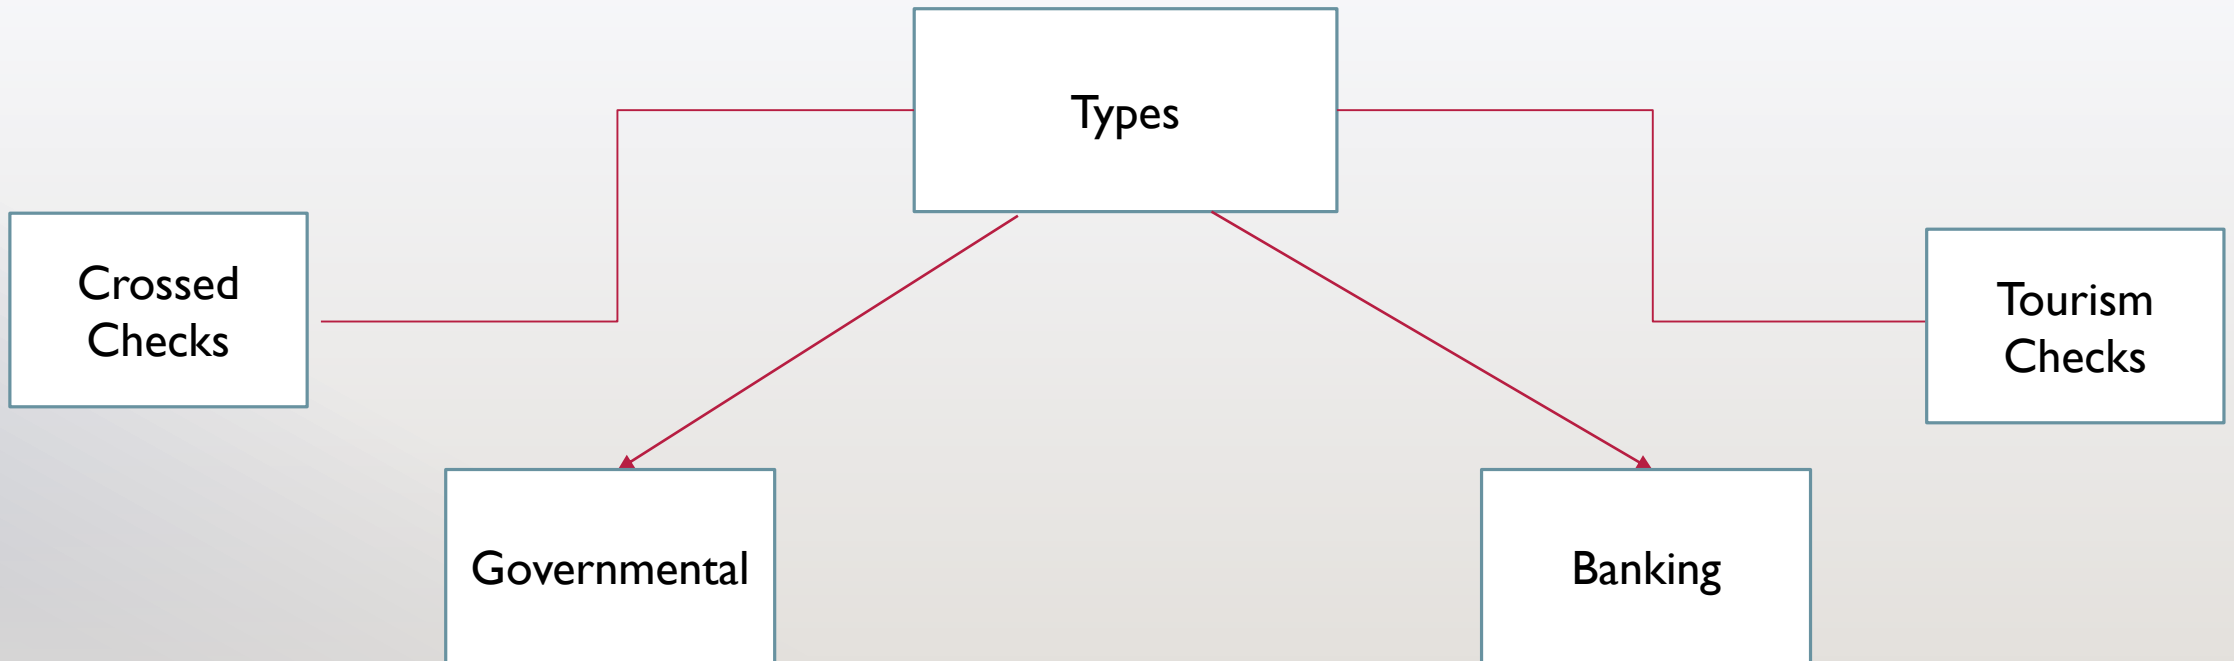 Types
Crossed
Checks
Tourism
Checks
Governmental
Banking